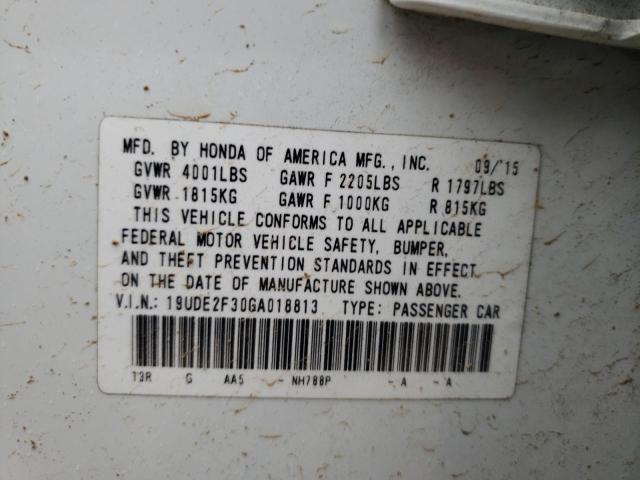 MFD. BY HONDA OF AMERICA MFG., INC. 09/'15
GVWR 4001LBS GAWR F 2205LBS R 1797LBS
GVWR 1815KG GAWR F 1000KG R 815KG
THIS VEHICLE CONFORMS TO ALL APPLICABLE
FEDERAL MOTOR VEHICLE SAFETY, BUMPER,
AND THEFT PREVENTION STANDARDS IN EFFECT
ON THE DATE OF MANUFACTURE SHOWN ABOVE.
V.I.N.: 19UDE2F30GA018813 TYPE: PASSENGER CAR
T3R G AA5 - NH788P - A - A